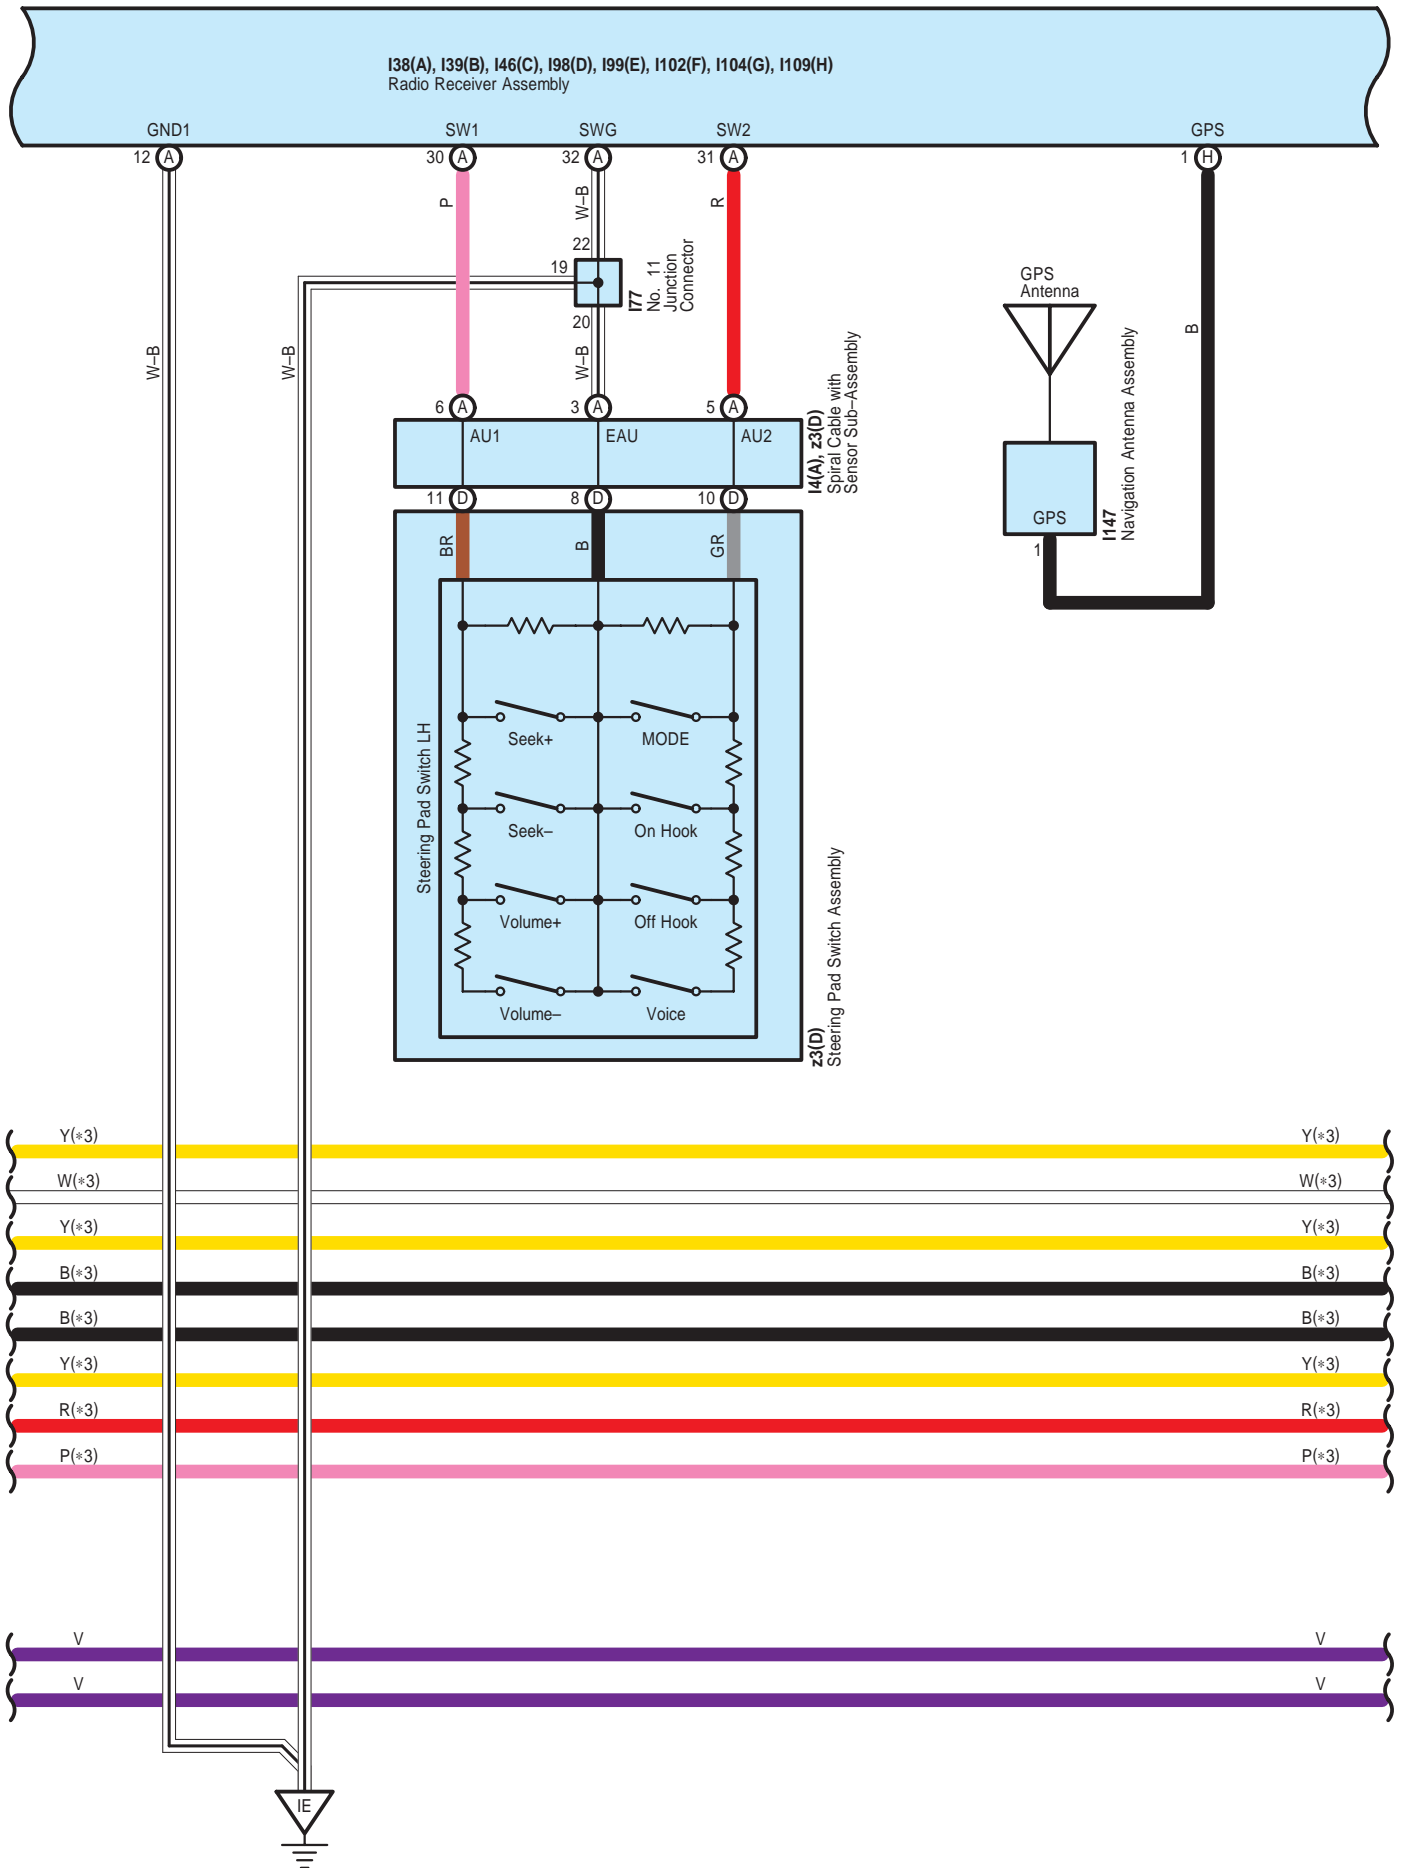 I38(A), I39(B), I46(C), I98(D), I99(E), I102(F), I104(G), I109(H)
Radio Receiver Assembly
GND1
SW1
SWG
SW2
GPS
12 A
30 A
32 A
31 A
1 H
P
W–B
R
22
19
20
I77
No. 11
Junction
Connector
GPS
Antenna
B
W–B
W–B
W–B
6 A
3 A
5 A
AU1
EAU
AU2
I4(A), z3(D)
Spiral Cable with
Sensor Sub–Assembly
11 D
8 D
10 D
GPS
1
I147
Navigation Antenna Assembly
BR
B
GR
Steering Pad Switch LH
Seek+
MODE
Seek–
On Hook
Volume+
Off Hook
Volume–
Voice
z3(D)
Steering Pad Switch Assembly
Y(*3)
Y(*3)
W(*3)
W(*3)
Y(*3)
Y(*3)
B(*3)
B(*3)
B(*3)
B(*3)
Y(*3)
Y(*3)
R(*3)
R(*3)
P(*3)
P(*3)
V
V
V
V
IE